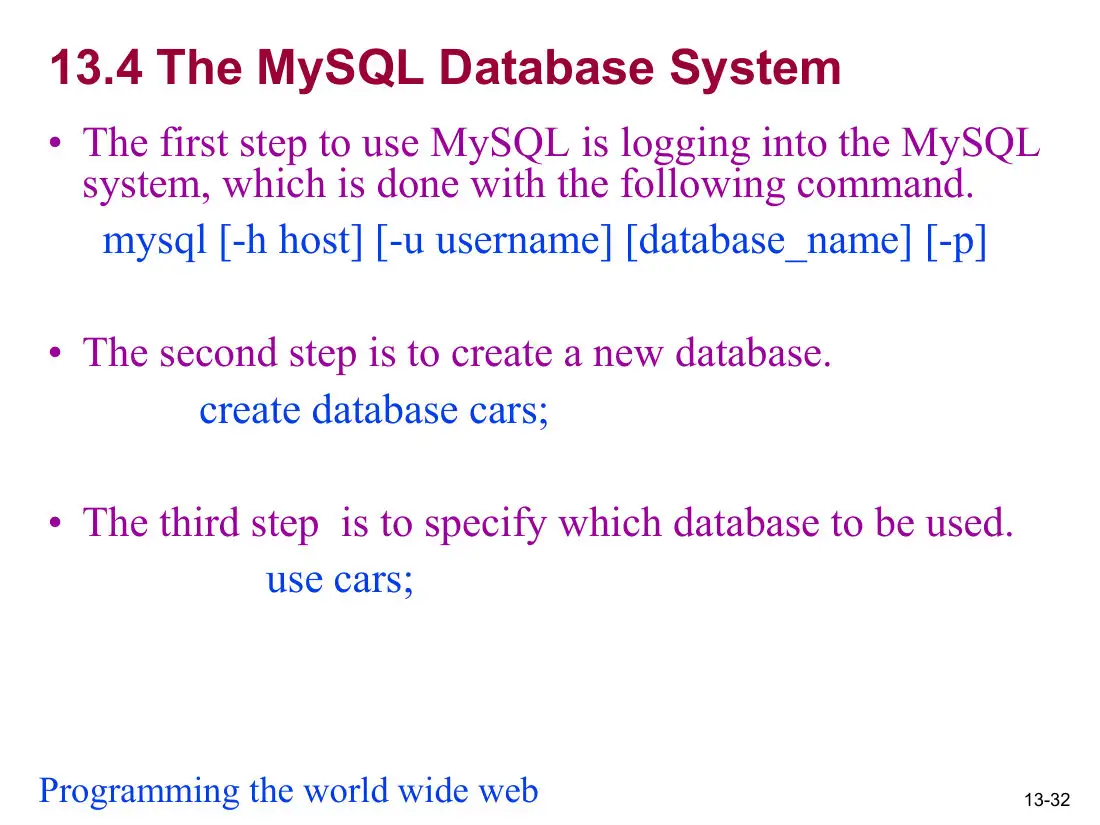 13.4 The MySQL Database System
• The first step to use MySQL is logging into the MySQL
system, which is done with the following command.
mysql [-h host] [-u username] [database_name] [-p]
• The second step is to create a new database.
create database cars;
• The third step  is to specify which database to be used.
use cars;
Programming the world wide web
13-32